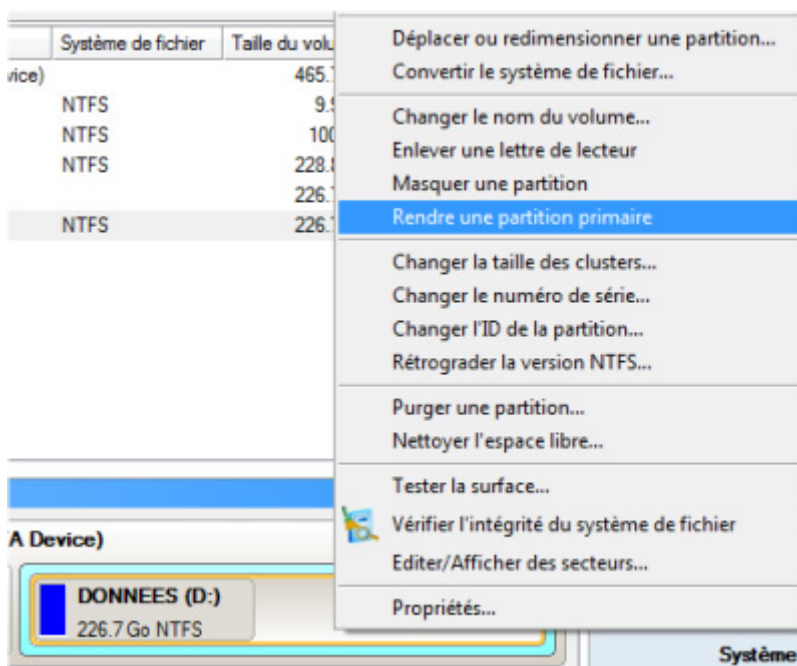 Système de fichier Taille du volu
vice) 465.
NTFS 9.9
NTFS 100
NTFS 228.8
226.
NTFS 226.7
Déplacer ou redimensionner une partition...
Convertir le système de fichier...
Changer le nom du volume...
Enlever une lettre de lecteur
Masquer une partition
Rendre une partition primaire
Changer la taille des clusters...
Changer le numéro de série...
Changer l'ID de la partition...
Rétrograder la version NTFS...
Purger une partition...
Nettoyer l'espace libre...
Tester la surface...
Vérifier l'intégrité du système de fichier
Editer/Afficher des secteurs...
Propriétés...
A Device)
DONNEES (D:)
226.7 Go NTFS
Système